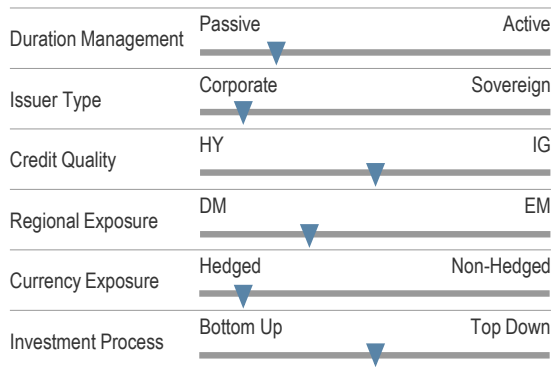 Duration Management Passive Active
Issuer Type Corporate Sovereign
Credit Quality HY IG
Regional Exposure DM EM
Currency Exposure Hedged Non-Hedged
Investment Process Bottom Up Top Down